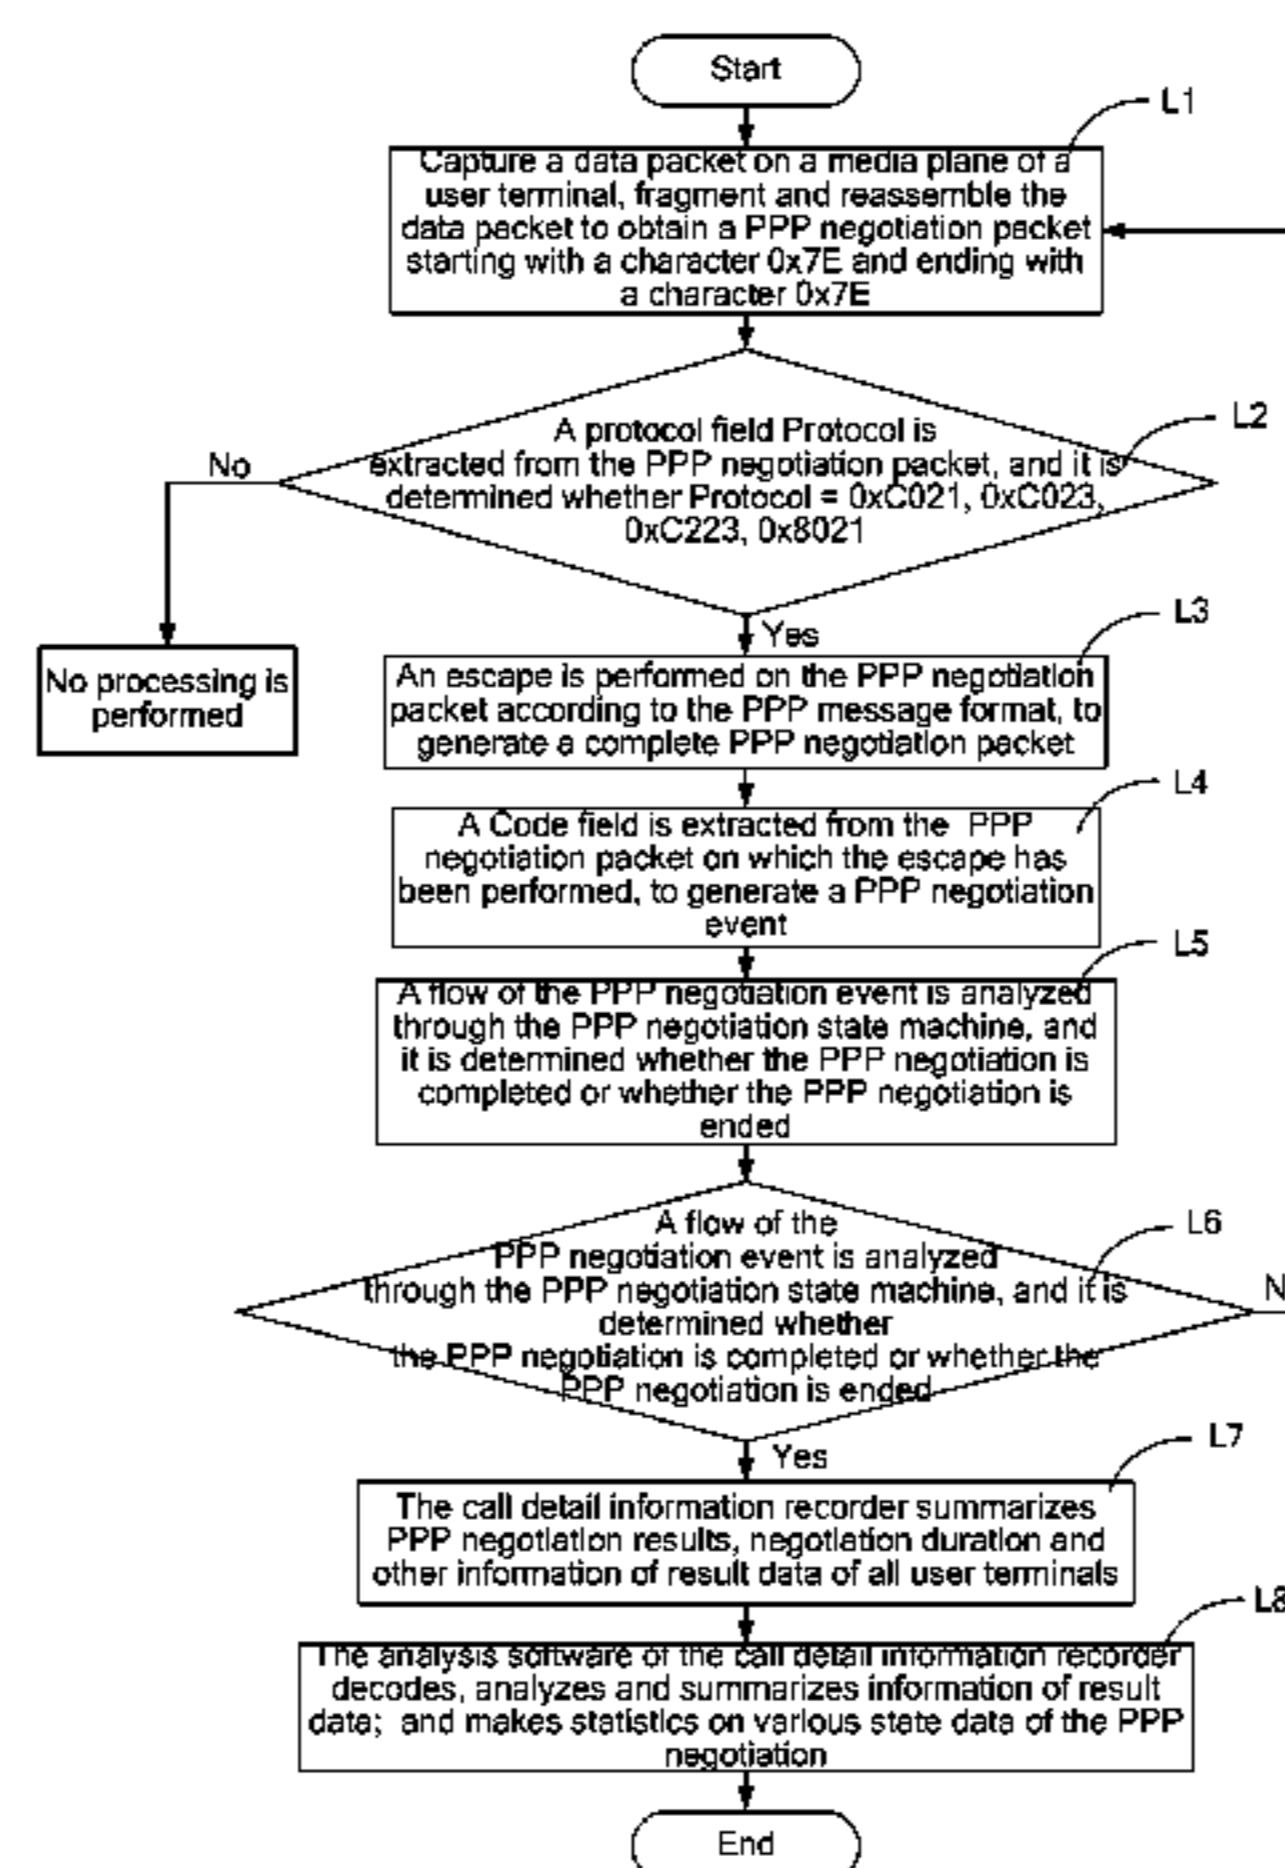 Start
L1
Capture a data packet on a media plane of a
user terminal, fragment and reassemble the
data packet to obtain a PPP negotiation packet
starting with a character 0x7E and ending with
a character 0x7E
L2
A protocol field Protocol is
extracted from the PPP negotiation packet, and it is
determined whether Protocol = 0xC021, 0xC023,
0xC223, 0x8021
No
No processing is
performed
Yes
L3
An escape is performed on the PPP negotiation
packet according to the PPP message format, to
generate a complete PPP negotiation packet
L4
A Code field is extracted from the PPP
negotiation packet on which the escape has
been performed, to generate a PPP negotiation
event
L5
A flow of the PPP negotiation event is analyzed
through the PPP negotiation state machine, and
it is determined whether the PPP negotiation is
completed or whether the PPP negotiation is
ended
L6
A flow of the
PPP negotiation event is analyzed
through the PPP negotiation state machine, and it is
determined whether
the PPP negotiation is completed or whether the
PPP negotiation is ended
N
Yes
L7
The call detail information recorder summarizes
PPP negotiation results, negotiation duration and
other information of result data of all user terminals
L8
The analysis software of the call detail information recorder
decodes, analyzes and summarizes information of result
data; and makes statistics on various state data of the PPP
negotiation
End